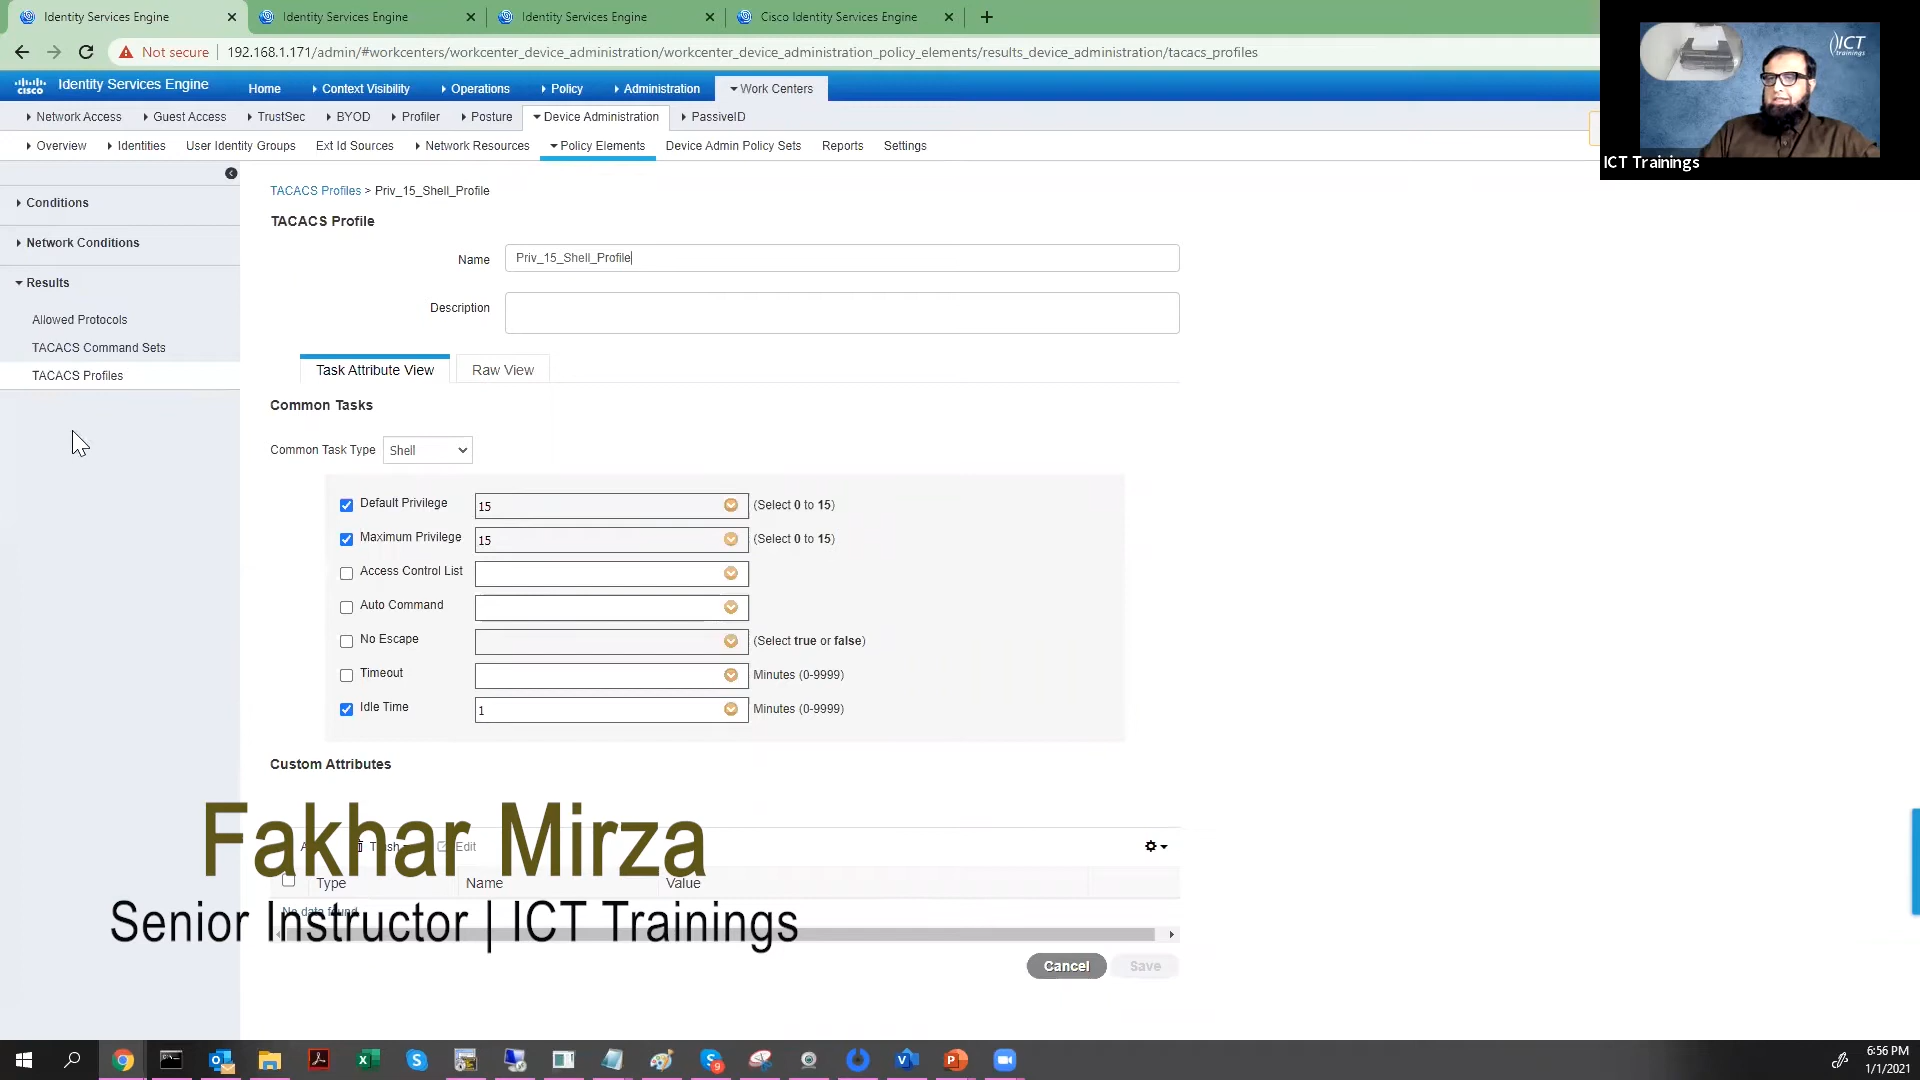 Identity Services Engine
Identity Services Engine
Identity Services Engine
Cisco Identity Services Engine
Not secure
192.168.1.171/admin/#workcenters/workcenter_device_administration/workcenter_device_administration_policy_elements/results_device_administration/tacacs_profiles
ICT
trainings
ICT Trainings
cisco
Identity Services Engine
Home
Context Visibility
Operations
Policy
Administration
Work Centers
Network Access
Guest Access
TrustSec
BYOD
Profiler
Posture
Device Administration
PassiveID
Overview
Identities
User Identity Groups
Ext Id Sources
Network Resources
Policy Elements
Device Admin Policy Sets
Reports
Settings
Conditions
Network Conditions
Results
Allowed Protocols
TACACS Command Sets
TACACS Profiles
TACACS Profiles > Priv_15_Shell_Profile
TACACS Profile
Name
Priv_15_Shell_Profile
Description
Task Attribute View
Raw View
Common Tasks
Common Task Type
Shell
Default Privilege
15
(Select 0 to 15)
Maximum Privilege
15
(Select 0 to 15)
Access Control List
Auto Command
No Escape
(Select true or false)
Timeout
Minutes (0-9999)
Idle Time
1
Minutes (0-9999)
Custom Attributes
Trash
Edit
Fakhar Mirza
Type
Name
Value
No data found
Senior Instructor | ICT Trainings
Cancel
Save
9
6:56 PM
1/1/2021